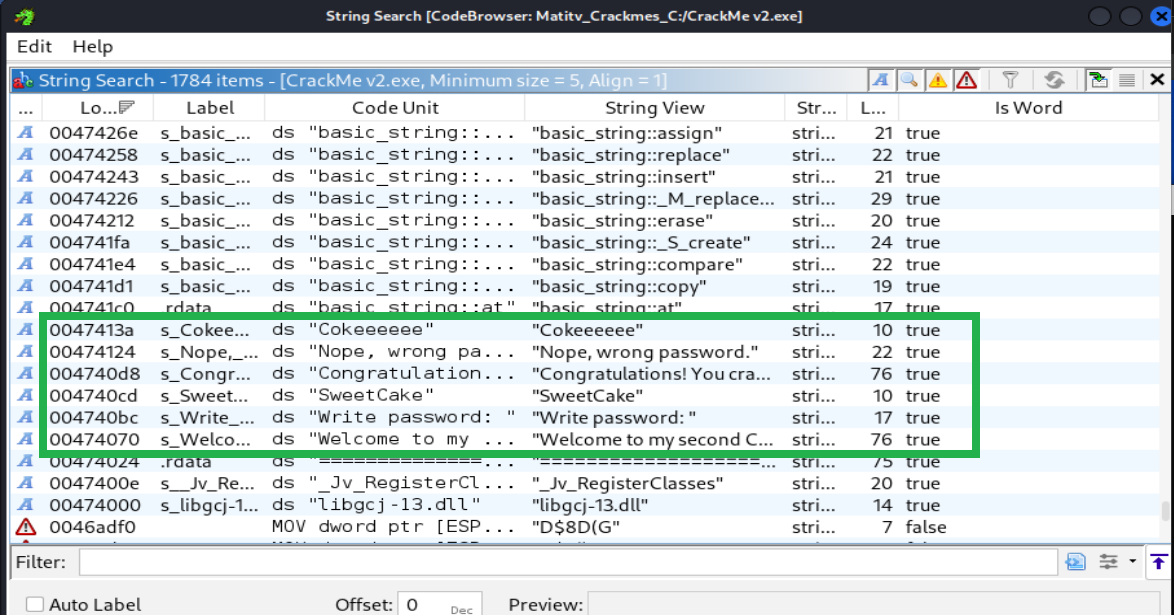 String Search [CodeBrowser: Matitv_Crackmes_C:/CrackMe v2.exe]
Edit Help
String Search - 1784 items - [CrackMe v2.exe, Minimum size = 5, Align = 1]
... Lo... Label Code Unit String View Str... L... Is Word
A 0047426e s_basic_... ds "basic_string::... "basic_string::assign" stri... 21 true
A 00474258 s_basic_... ds "basic_string::... "basic_string::replace" stri... 22 true
A 00474243 s_basic_... ds "basic_string::... "basic_string::insert" stri... 21 true
A 00474226 s_basic_... ds "basic_string::... "basic_string::_M_replace... stri... 29 true
A 00474212 s_basic_... ds "basic_string::... "basic_string::erase" stri... 20 true
A 004741fa s_basic_... ds "basic_string::... "basic_string::_S_create" stri... 24 true
A 004741e4 s_basic_... ds "basic_string::... "basic_string::compare" stri... 22 true
A 004741d1 s_basic_... ds "basic_string::... "basic_string::copy" stri... 19 true
A 004741c0 .rdata ds "basic_string::at" "basic_string::at" stri... 17 true
A 0047413a s_Cokee... ds "Cokeeeeee" "Cokeeeeee" stri... 10 true
A 00474124 s_Nope,_... ds "Nope, wrong pa... "Nope, wrong password." stri... 22 true
A 004740d8 s_Congr... ds "Congratulation... "Congratulations! You cra... stri... 76 true
A 004740cd s_Sweet... ds "SweetCake" "SweetCake" stri... 10 true
A 004740bc s_Write_... ds "Write password: " "Write password: " stri... 17 true
A 00474070 s_Welco... ds "Welcome to my ... "Welcome to my second C... stri... 76 true
A 00474024 .rdata ds "===============... "====================... stri... 75 true
A 0047400e s__Jv_Re... ds "_Jv_RegisterCl... "_Jv_RegisterClasses" stri... 20 true
A 00474000 s_libgcj-1... ds "libgcj-13.dll" "libgcj-13.dll" stri... 14 true
0046adf0 MOV dword ptr [ESP... "D$8D(G" stri... 7 false
Filter:
Auto Label Offset: 0 Dec Preview: